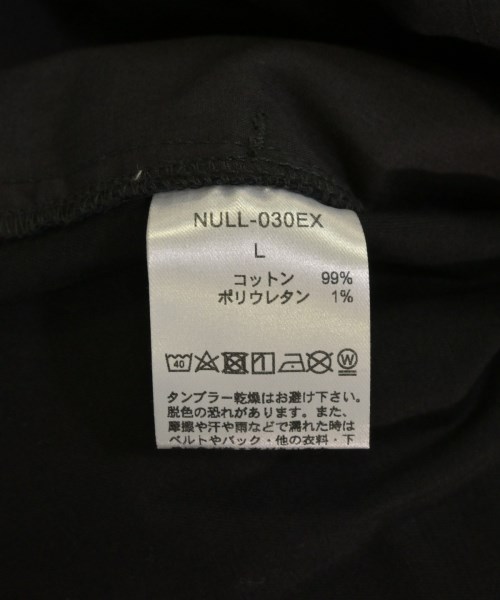 NULL-030EX
L
コットン 99%
ポリウレタン 1%
40 W
タンブラー乾燥はお避け下さい。
脱色の恐れがあります。また、
摩擦や汗や雨などで濡れた時は
ベルトやバック・他の衣料・下